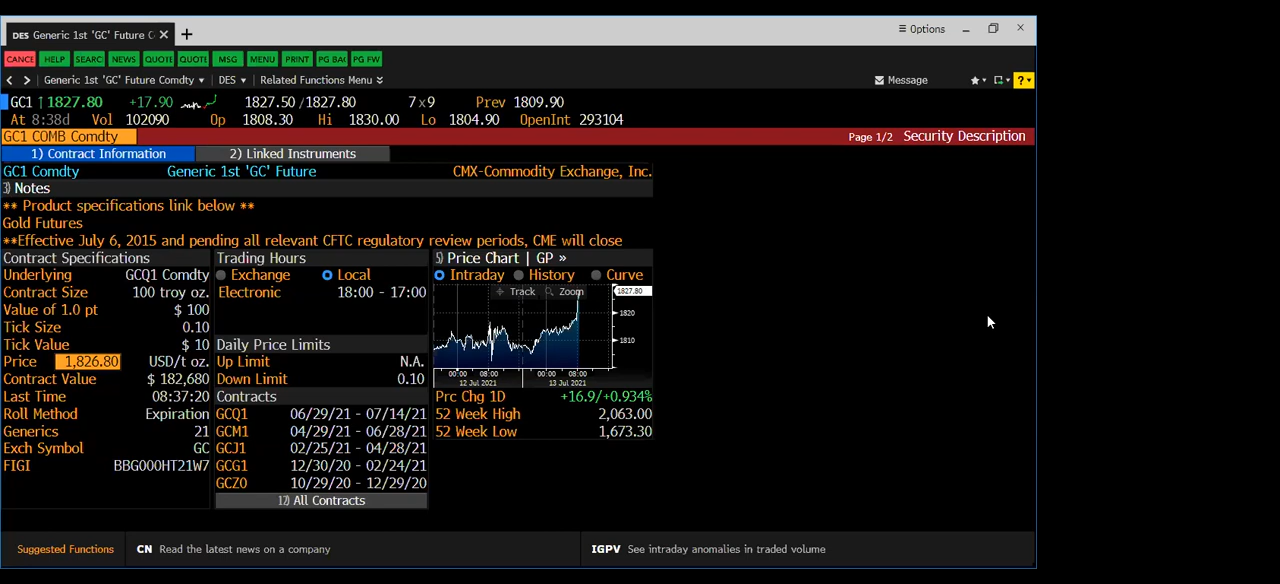 DES Generic 1st 'GC' Future C × +
≡ Options
CANCE HELP SEARC NEWS QUOTE QUOTE MSG MENU PRINT PG BAC PG FW
< > Generic 1st 'GC' Future Comdty ▾ DES ▾ Related Functions Menu Message ★▾ ?▾
GC1 ↑1827.80 +17.90 1827.50/1827.80 7x9 Prev 1809.90
At 8:38d Vol 102090 Op 1808.30 Hi 1830.00 Lo 1804.90 OpenInt 293104
GC1 COMB Comdty Page 1/2 Security Description
1) Contract Information 2) Linked Instruments
GC1 Comdty Generic 1st 'GC' Future CMX-Commodity Exchange, Inc.
3) Notes
** Product specifications link below **
Gold Futures
**Effective July 6, 2015 and pending all relevant CFTC regulatory review periods, CME will close
Contract Specifications
Underlying GCQ1 Comdty
Contract Size 100 troy oz.
Value of 1.0 pt $ 100
Tick Size 0.10
Tick Value $ 10
Price 1,826.80 USD/t oz.
Contract Value $ 182,680
Last Time 08:37:20
Roll Method Expiration
Generics 21
Exch Symbol GC
FIGI BBG000HT21W7
Trading Hours
Exchange Local
Electronic 18:00 - 17:00
Daily Price Limits
Up Limit N.A.
Down Limit 0.10
Contracts
GCQ1 06/29/21 - 07/14/21
GCM1 04/29/21 - 06/28/21
GCJ1 02/25/21 - 04/28/21
GCG1 12/30/20 - 02/24/21
GCZ0 10/29/20 - 12/29/20
12) All Contracts
5) Price Chart | GP »
Intraday History Curve
Track Zoom
1827.80
1820
1810
00:00 08:00 00:00 08:00
12 Jul 2021 13 Jul 2021
Prc Chg 1D +16.9/+0.934%
52 Week High 2,063.00
52 Week Low 1,673.30
Suggested Functions CN Read the latest news on a company IGPV See intraday anomalies in traded volume